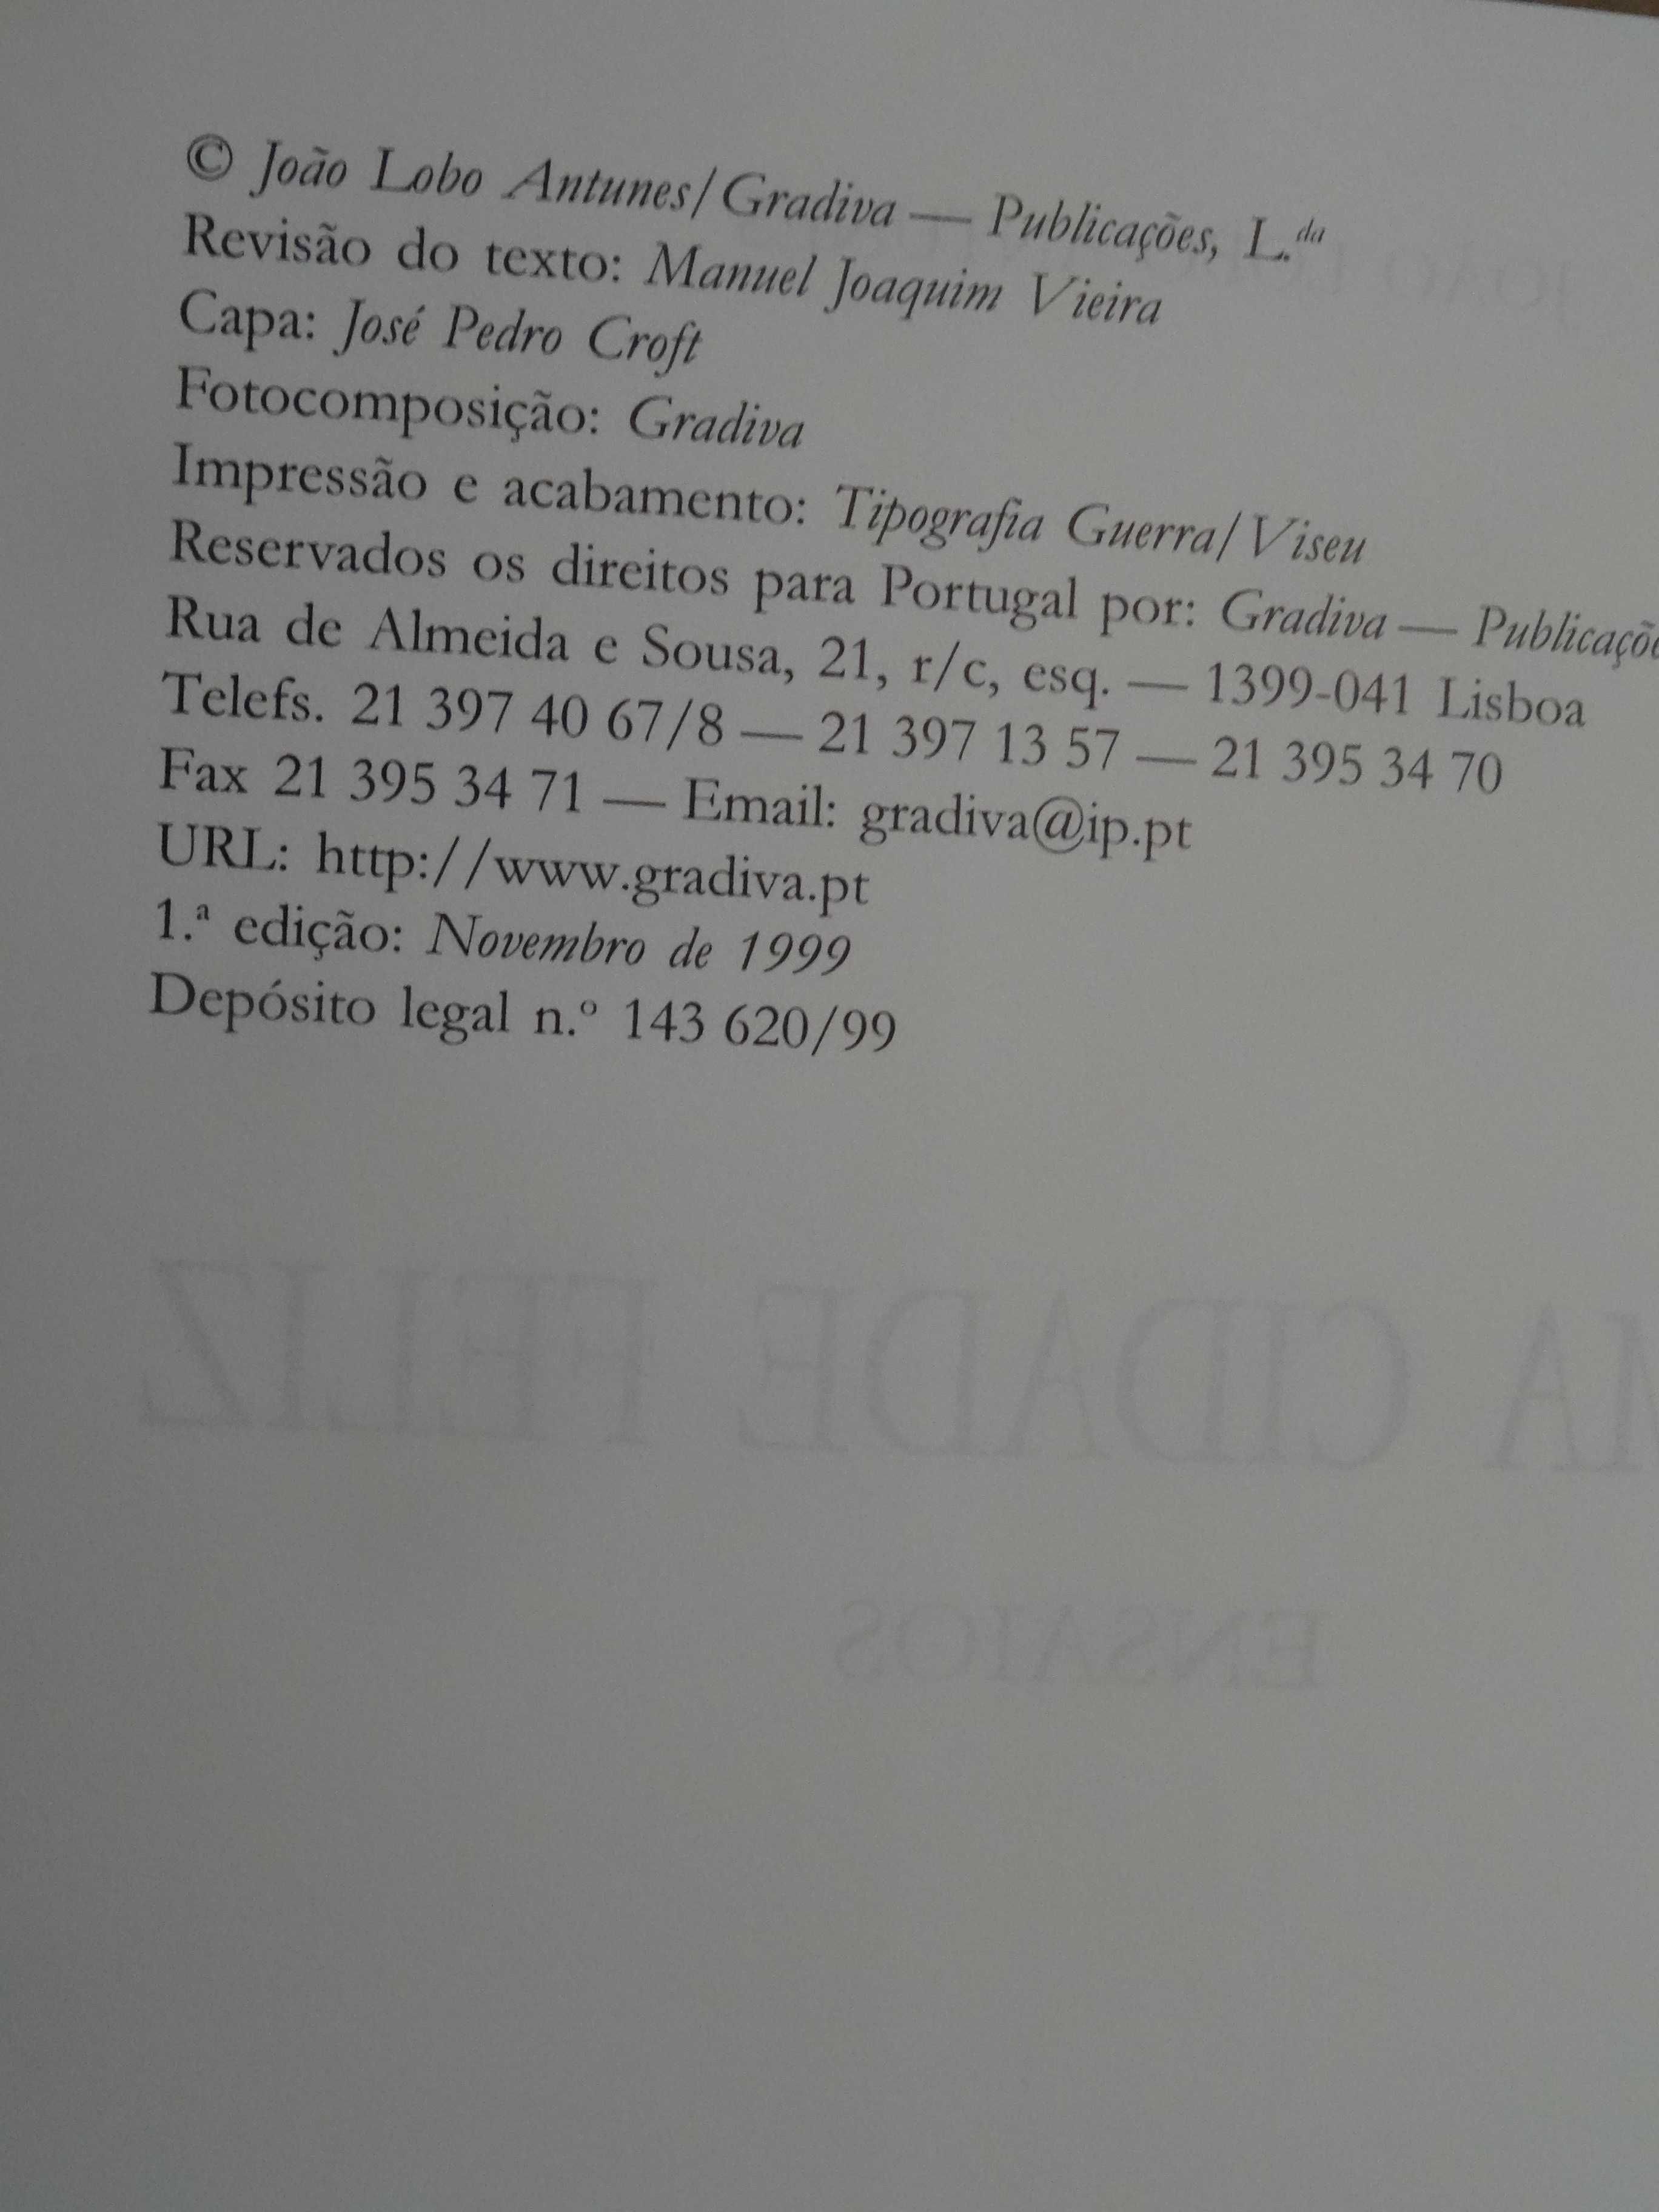 © João Lobo Antunes/Gradiva — Publicações, L.da
Revisão do texto: Manuel Joaquim Vieira
Capa: José Pedro Croft
Fotocomposição: Gradiva
Impressão e acabamento: Tipografia Guerra/Viseu
Reservados os direitos para Portugal por: Gradiva — Publicaçõ
Rua de Almeida e Sousa, 21, r/c, esq. — 1399-041 Lisboa
Telefs. 21 397 40 67/8 — 21 397 13 57 — 21 395 34 70
Fax 21 395 34 71 — Email: gradiva@ip.pt
URL: http://www.gradiva.pt
1.ª edição: Novembro de 1999
Depósito legal n.º 143 620/99
MA CIDADE FELIZ
ENSAIOS